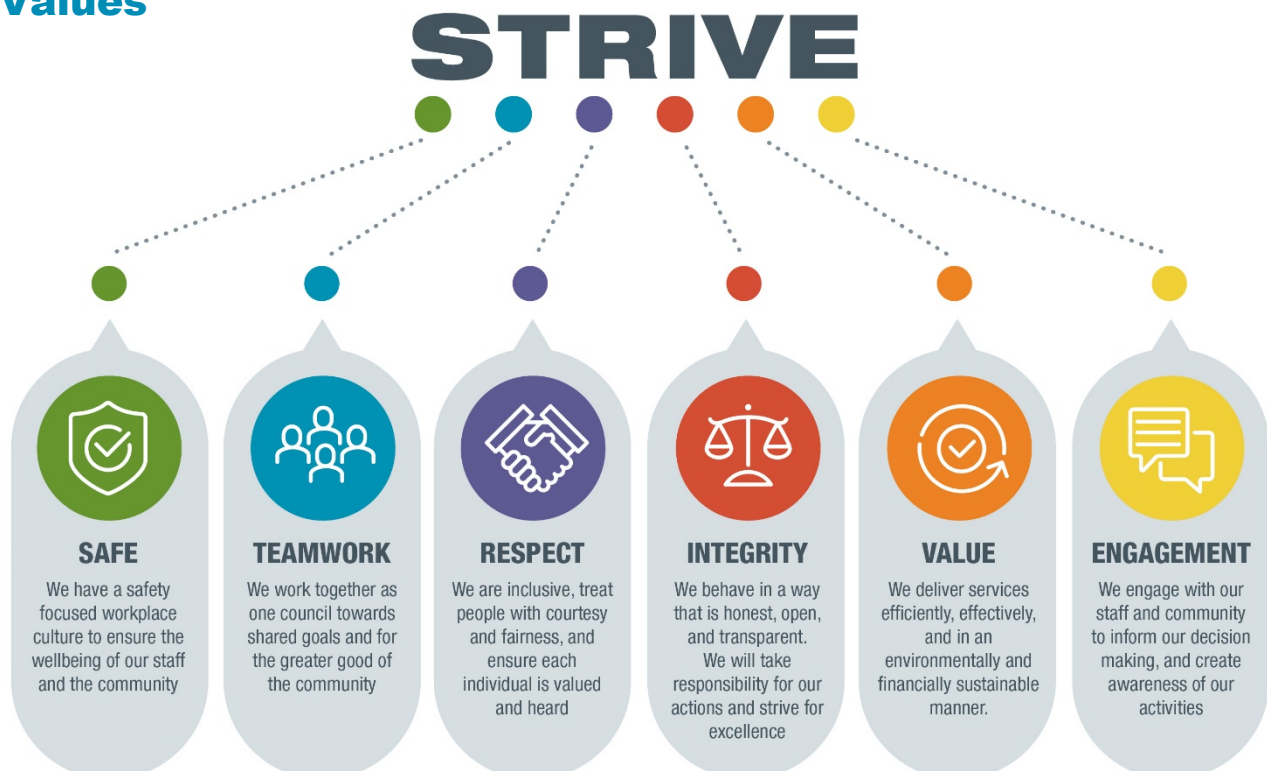 Values
STRIVE
SAFE
We have a safety
focused workplace
culture to ensure the
wellbeing of our staff
and the community
TEAMWORK
We work together as
one council towards
shared goals and for
the greater good of
the community
RESPECT
We are inclusive, treat
people with courtesy
and fairness, and
ensure each
individual is valued
and heard
INTEGRITY
We behave in a way
that is honest, open,
and transparent.
We will take
responsibility for our
actions and strive for
excellence
VALUE
We deliver services
efficiently, effectively,
and in an
environmentally and
financially sustainable
manner.
ENGAGEMENT
We engage with our
staff and community
to inform our decision
making, and create
awareness of our
activities